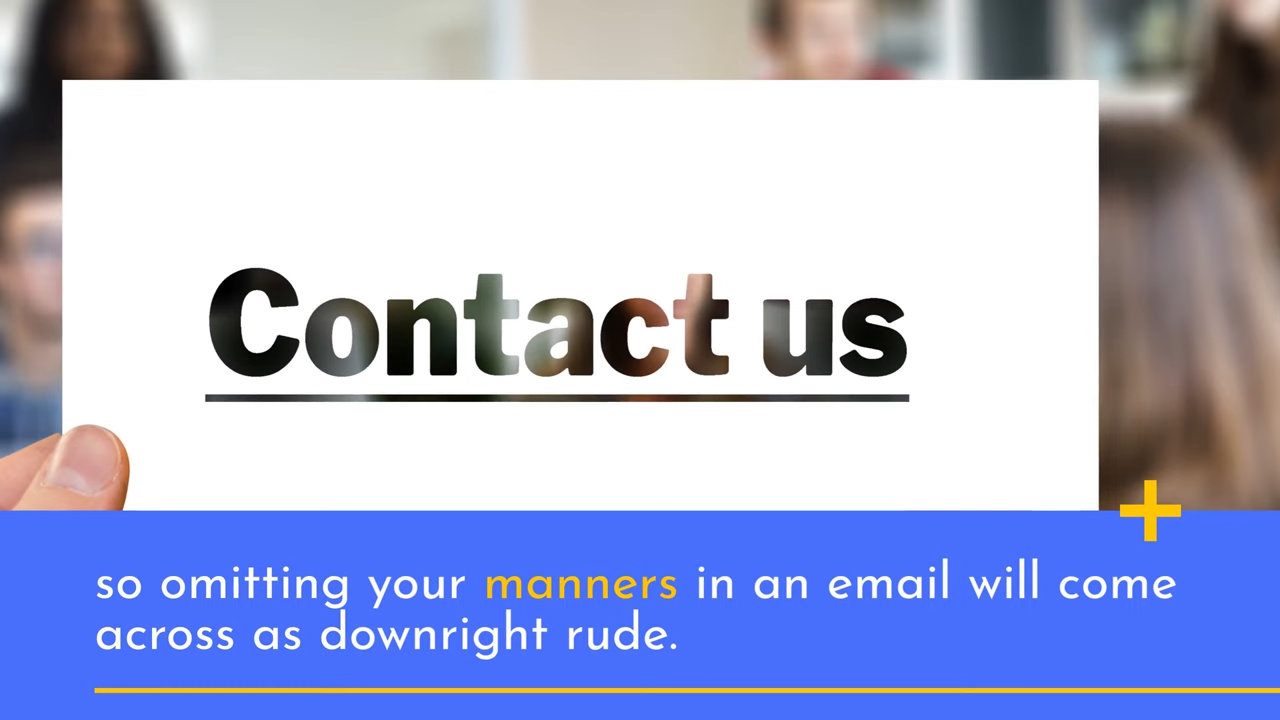 Contact us
so omitting your manners in an email will come
across as downright rude.